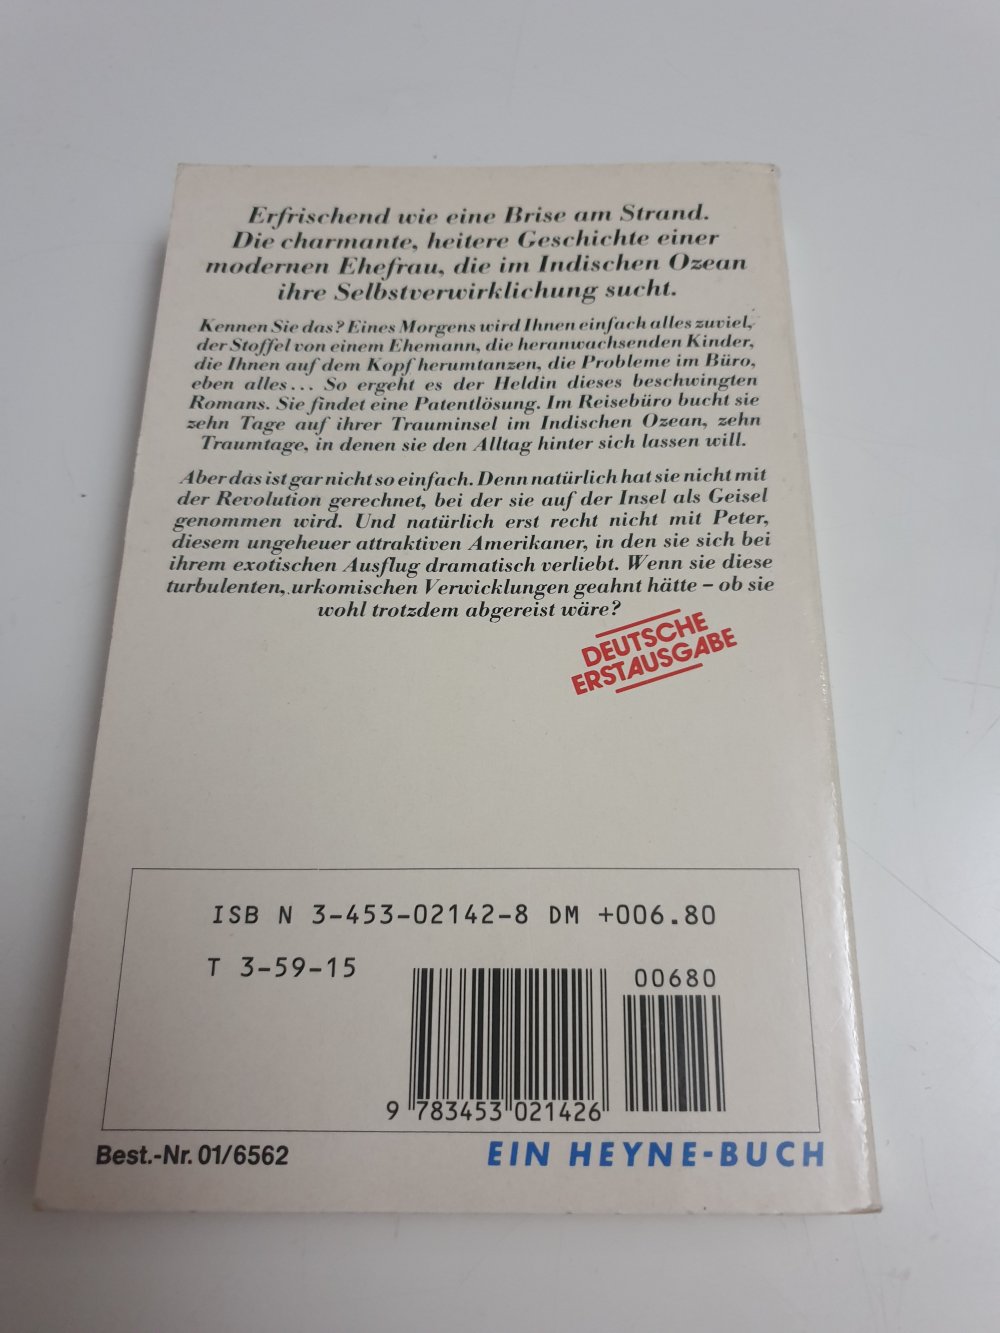 Erfrischend wie eine Brise am Strand.
Die charmante, heitere Geschichte einer
modernen Ehefrau, die im Indischen Ozean
ihre Selbstverwirklichung sucht.
Kennen Sie das? Eines Morgens wird Ihnen einfach alles zuviel,
der Stoffel von einem Ehemann, die heranwachsenden Kinder,
die Ihnen auf dem Kopf herumtanzen, die Probleme im Büro,
eben alles... So ergeht es der Heldin dieses beschwingten
Romans. Sie findet eine Patentlösung. Im Reisebüro bucht sie
zehn Tage auf ihrer Trauminsel im Indischen Ozean, zehn
Traumtage, in denen sie den Alltag hinter sich lassen will.
Aber das ist gar nicht so einfach. Denn natürlich hat sie nicht mit
der Revolution gerechnet, bei der sie auf der Insel als Geisel
genommen wird. Und natürlich erst recht nicht mit Peter,
diesem ungeheuer attraktiven Amerikaner, in den sie sich bei
ihrem exotischen Ausflug dramatisch verliebt. Wenn sie diese
turbulenten, urkomischen Verwicklungen geahnt hätte – ob sie
wohl trotzdem abgereist wäre?
DEUTSCHE
ERSTAUSGABE
ISB N 3-453-02142-8 DM +006.80
T 3-59-15
00680
9 783453 021426
Best.-Nr. 01/6562
EIN HEYNE-BUCH